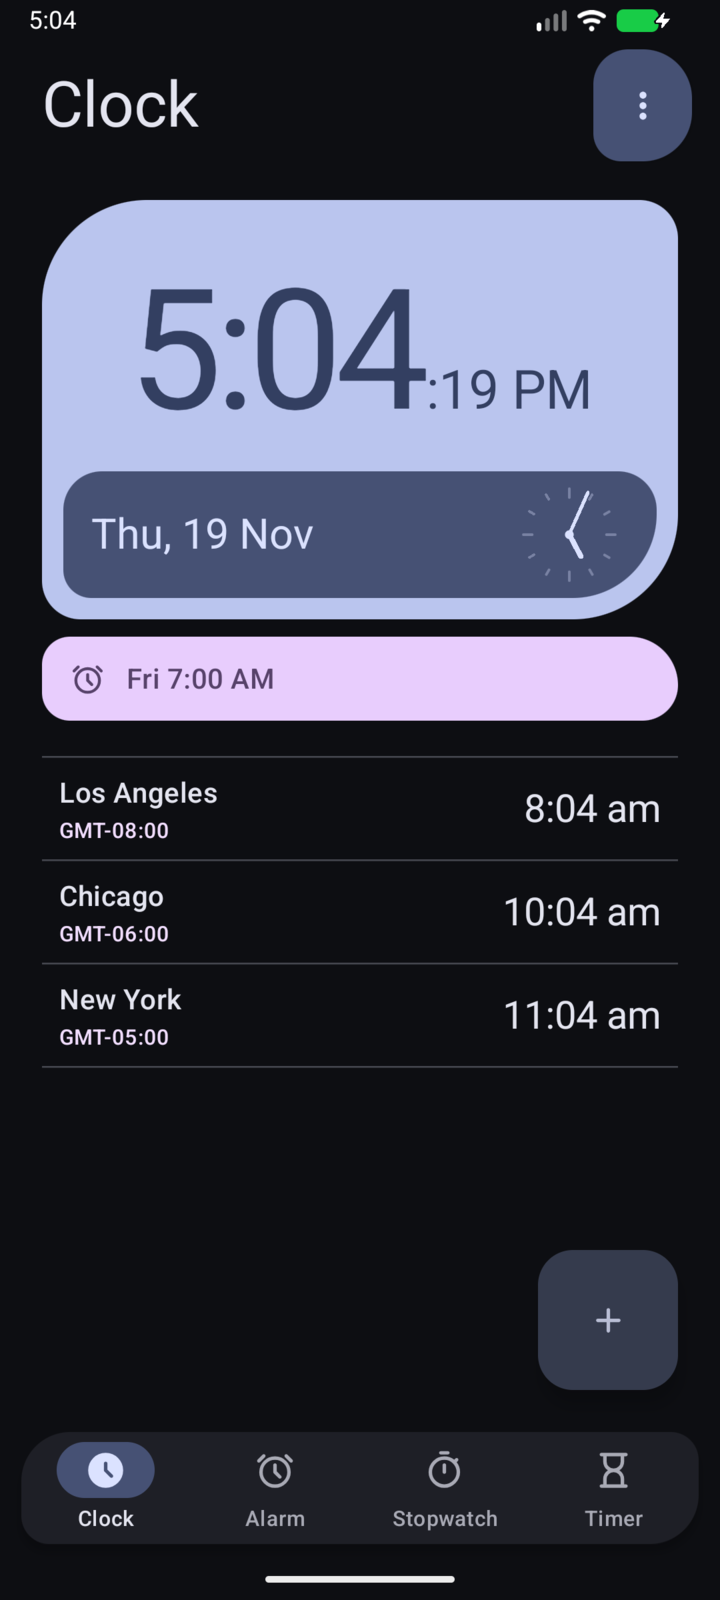 5:04
Clock
5:04:19 PM
Thu, 19 Nov
Fri 7:00 AM
Los Angeles
GMT-08:00
8:04 am
Chicago
GMT-06:00
10:04 am
New York
GMT-05:00
11:04 am
Clock
Alarm
Stopwatch
Timer